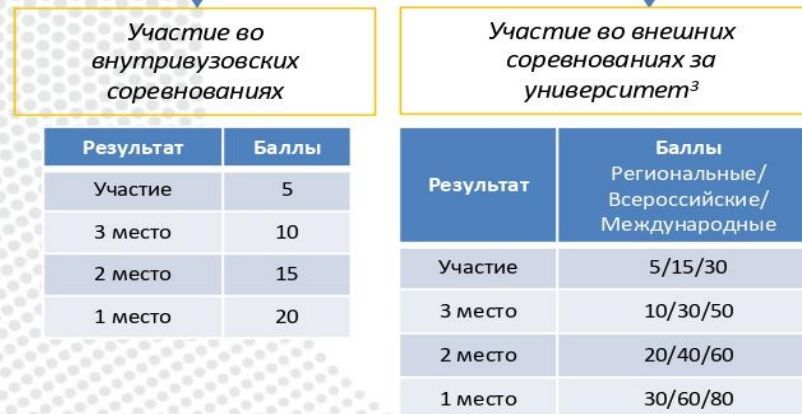 Участие во
внутривузовских
соревнованиях
Результат Баллы
Участие 5
3 место 10
2 место 15
1 место 20
Участие во внешних
соревнованиях за
университет³
Результат
Баллы
Региональные/
Всероссийские/
Международные
Участие 5/15/30
3 место 10/30/50
2 место 20/40/60
1 место 30/60/80